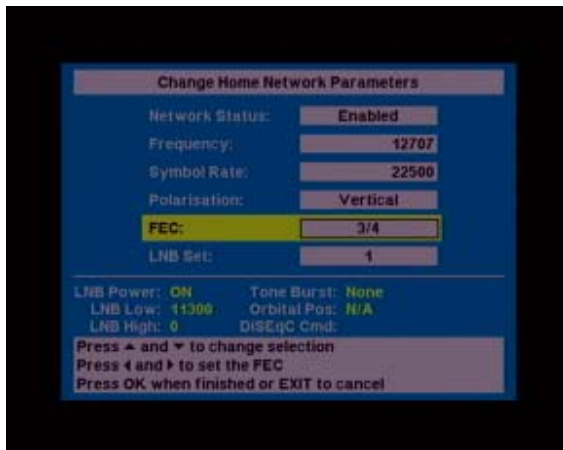 Change Home Network Parameters
Network Status: Enabled
Frequency: 12707
Symbol Rate: 22500
Polarisation: Vertical
FEC: 3/4
LNB Set: 1
LNB Power: ON Tone Burst: None
LNB Low: 11300 Orbital Pos: N/A
LNB High: 0 DiSEqC Cmd:
Press ▲ and ▼ to change selection
Press ◀ and ▶ to set the FEC
Press OK when finished or EXIT to cancel